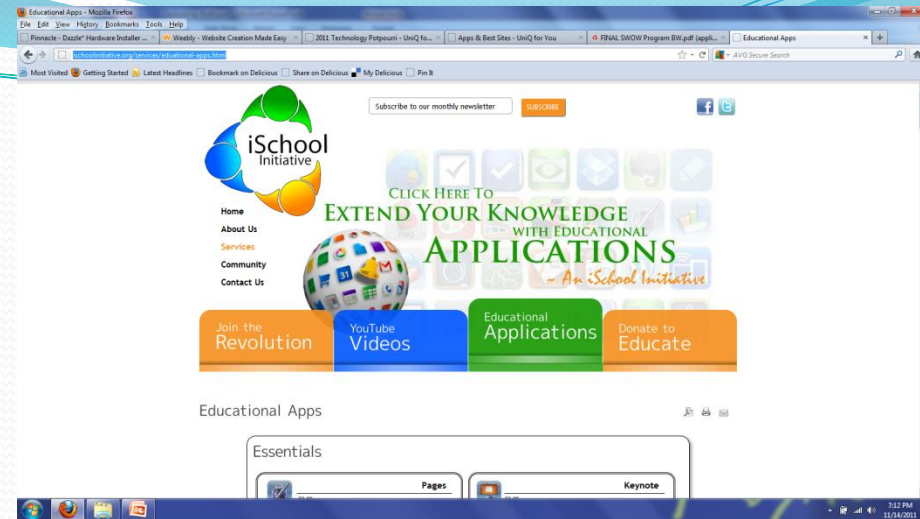 Educational Apps - Mozilla Firefox
File Edit View History Bookmarks Tools Help
Pinnacle - Dazzle* Hardware Installer ...
Weebly - Website Creation Made Easy
2011 Technology Potpourri - UniQ fo...
Apps & Best Sites - UniQ for You
FINAL SWOW Program BW.pdf (appli...
Educational Apps
ischoolinitiative.org/services/eduational-apps.html
AVG Secure Search
Most Visited Getting Started Latest Headlines Bookmark on Delicious Share on Delicious My Delicious Pin It
iSchool
Initiative
Subscribe to our monthly newsletter
SUBSCRIBE
Home
About Us
Services
Community
Contact Us
CLICK HERE TO
EXTEND YOUR KNOWLEDGE
WITH EDUCATIONAL
APPLICATIONS
~ An iSchool Initiative
31
Join the
Revolution
YouTube
Videos
Educational
Applications
Donate to
Educate
Educational Apps
Essentials
Pages
Keynote
7:12 PM
11/14/2011